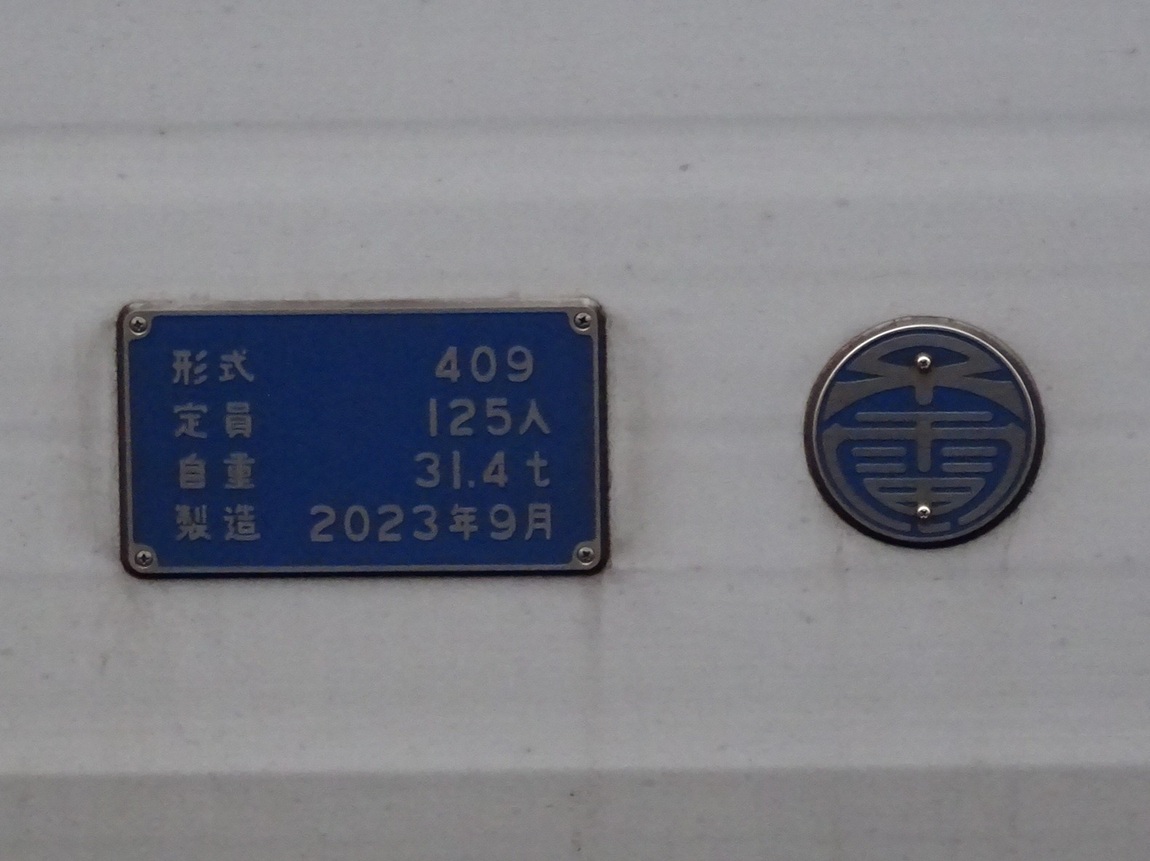 形式 409
定員 125人
自重 31.4 t
製造 2023年9月